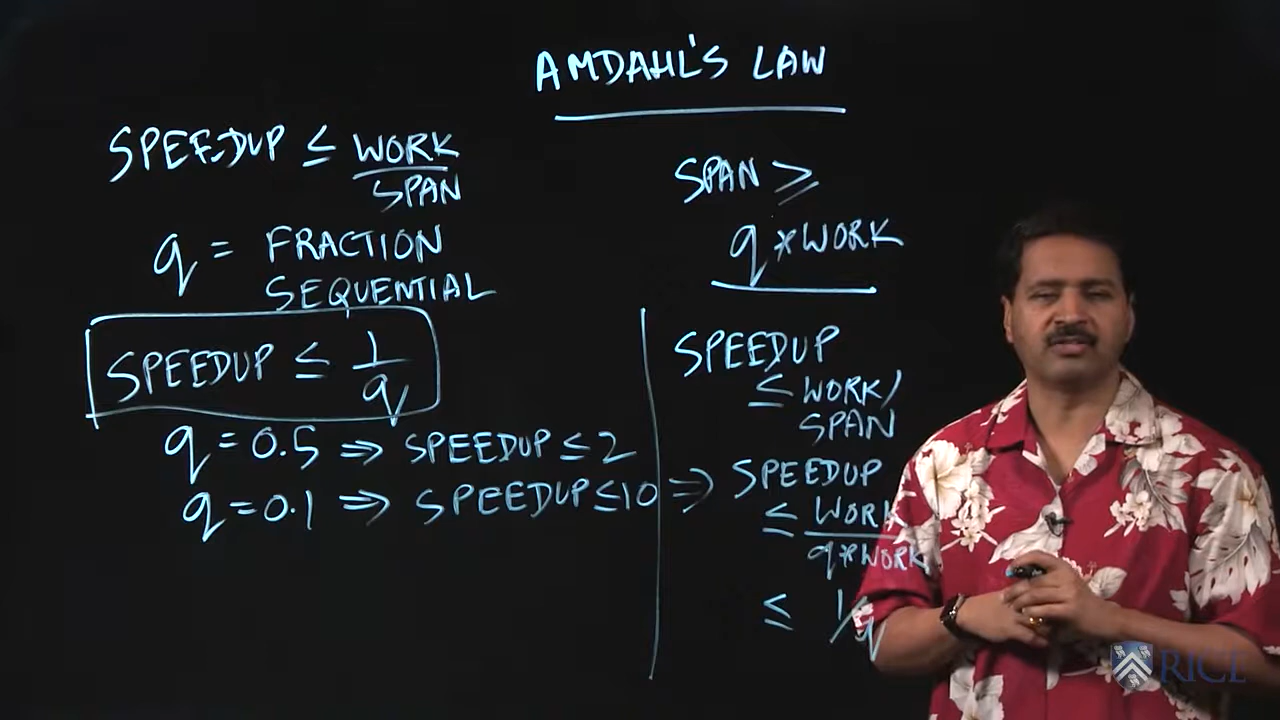 AMDAHL'S LAW
SPEEDUP ≤ WORK
SPAN
q = FRACTION
SEQUENTIAL
SPEEDUP ≤ 1
q
q = 0.5 ⇒ SPEEDUP ≤ 2
q = 0.1 ⇒ SPEEDUP ≤ 10
SPAN ≥
q * WORK
SPEEDUP
≤ WORK/
SPAN
⇒ SPEEDUP
≤ WORK
q * WORK
≤ 1/q
RICE